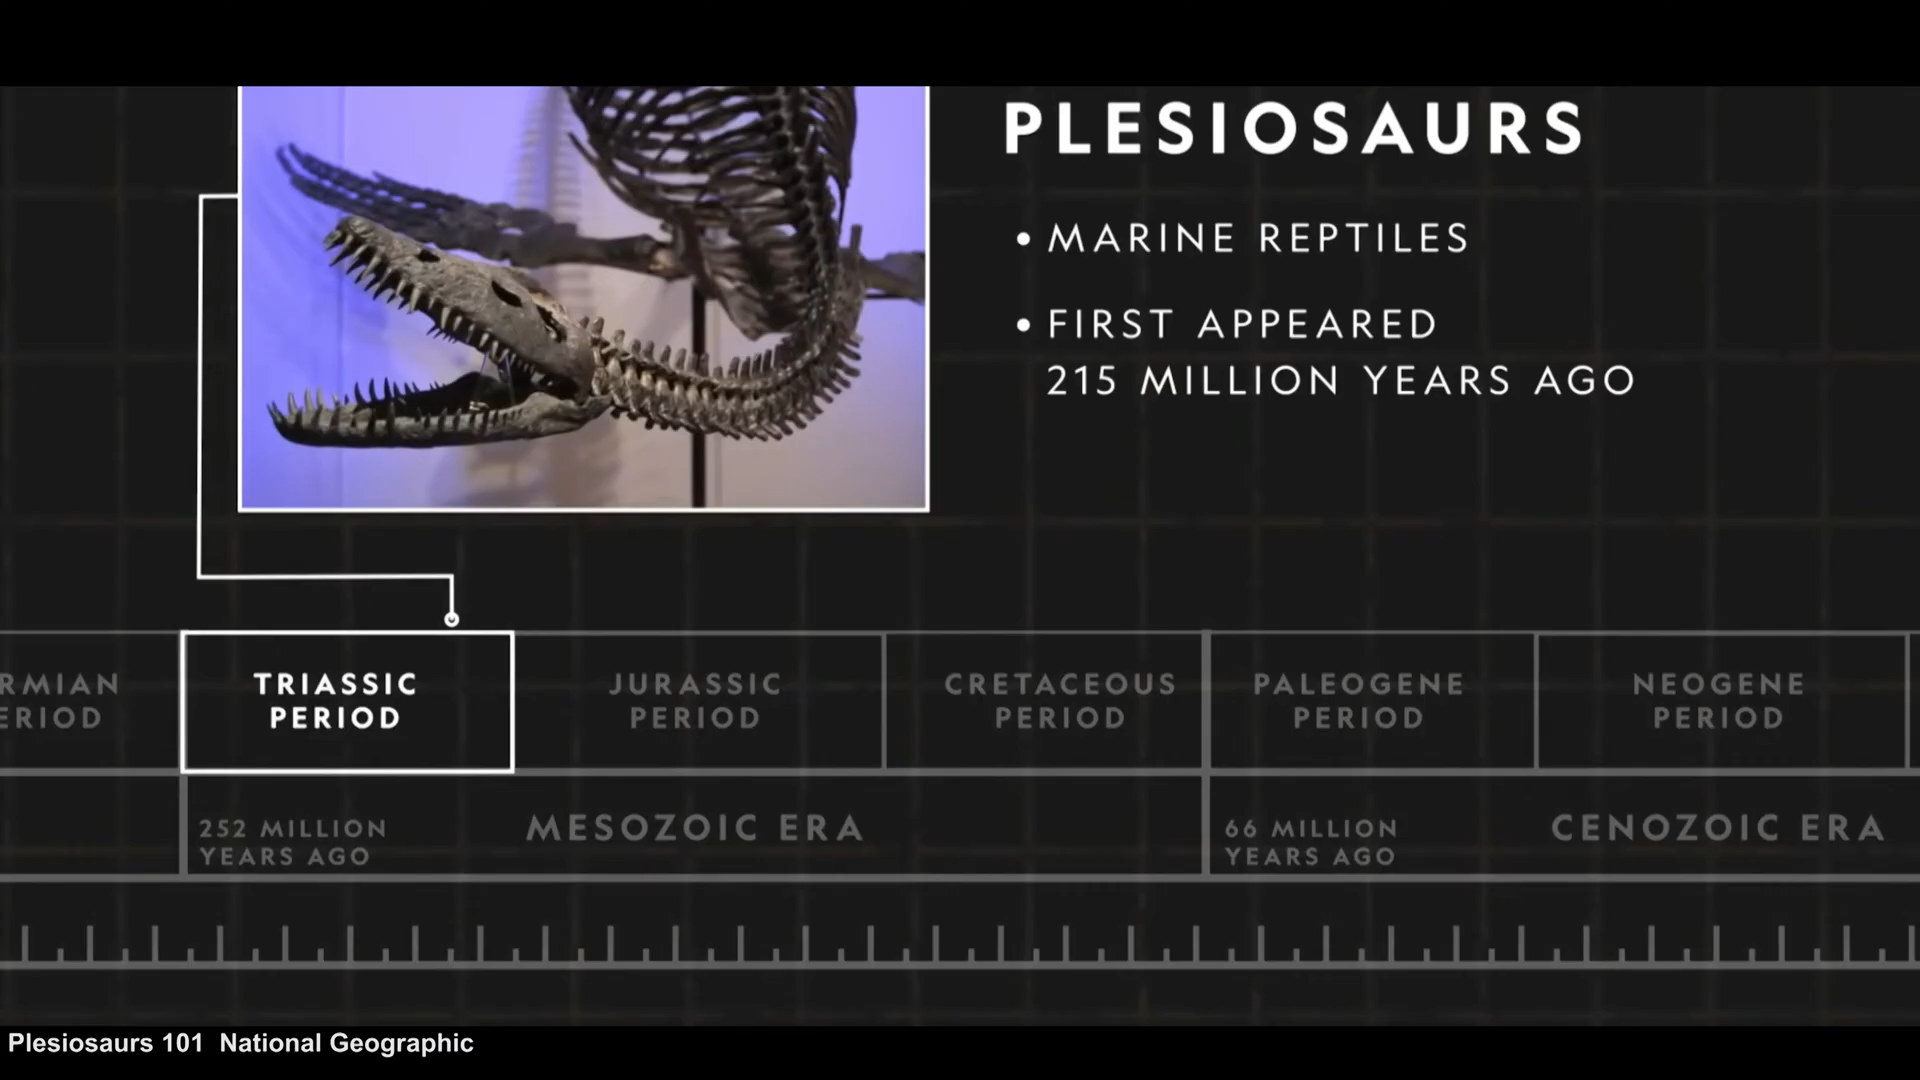 PLESIOSAURS
• MARINE REPTILES
• FIRST APPEARED
215 MILLION YEARS AGO
RMIAN
ERIOD
TRIASSIC
PERIOD
JURASSIC
PERIOD
CRETACEOUS
PERIOD
PALEOGENE
PERIOD
NEOGENE
PERIOD
252 MILLION
YEARS AGO
MESOZOIC ERA
66 MILLION
YEARS AGO
CENOZOIC ERA
Plesiosaurs 101 National Geographic